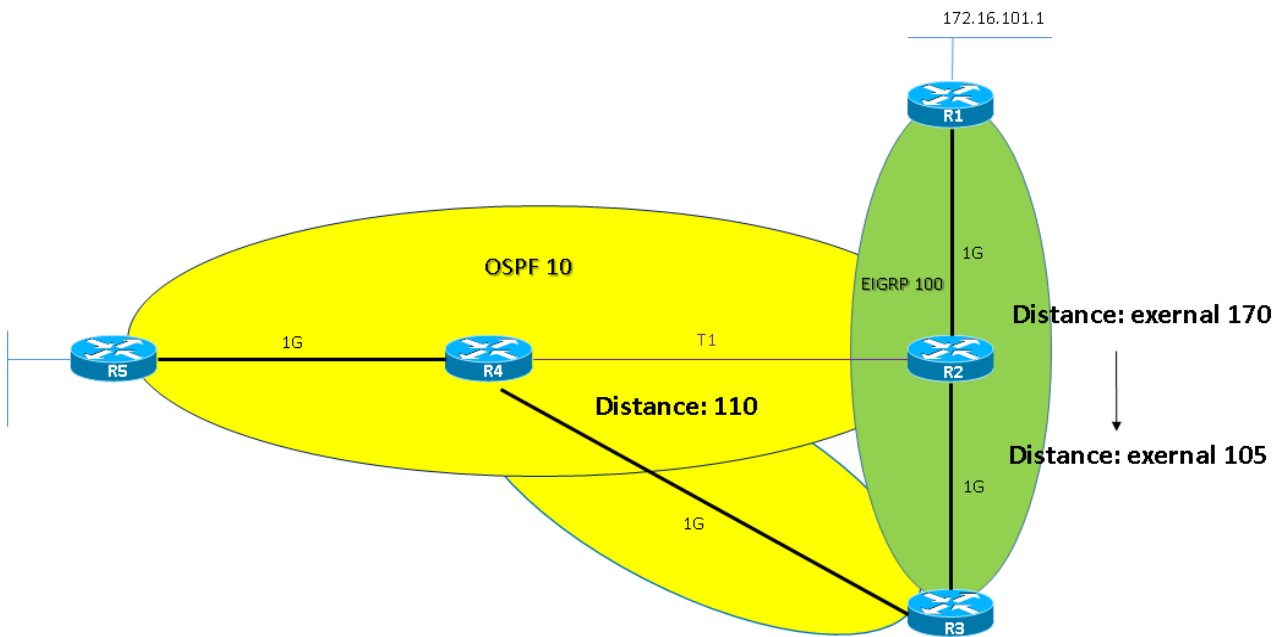 172.16.101.1
R1
OSPF 10
1G
EIGRP 100
Distance: exernal 170
1G
T1
R5
R4
R2
Distance: 110
Distance: exernal 105
1G
1G
R3